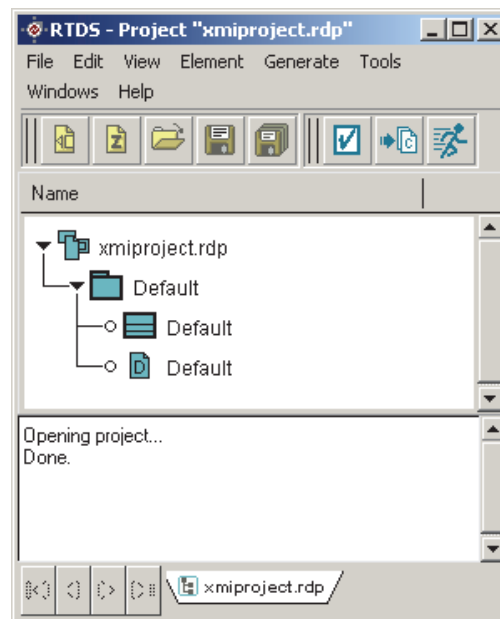 RTDS - Project "xmiproject.rdp"
File Edit View Element Generate Tools
Windows Help
Z
C
Name
xmiproject.rdp
Default
Default
D
Default
Opening project...
Done.
xmiproject.rdp